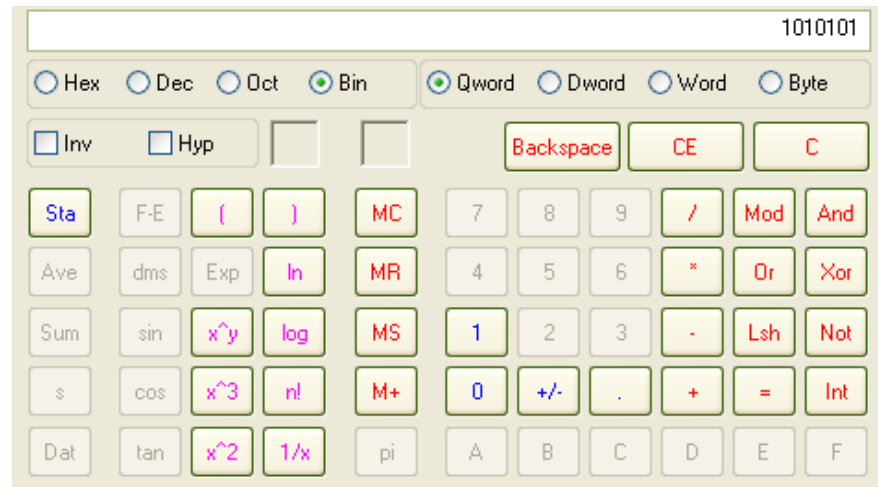 1010101
Hex Dec Oct Bin Qword Dword Word Byte
Inv Hyp Backspace CE C
Sta F-E ( ) MC 7 8 9 / Mod And
Ave dms Exp ln MR 4 5 6 * Or Xor
Sum sin x^y log MS 1 2 3 - Lsh Not
s cos x^3 n! M+ 0 +/- . + = Int
Dat tan x^2 1/x pi A B C D E F